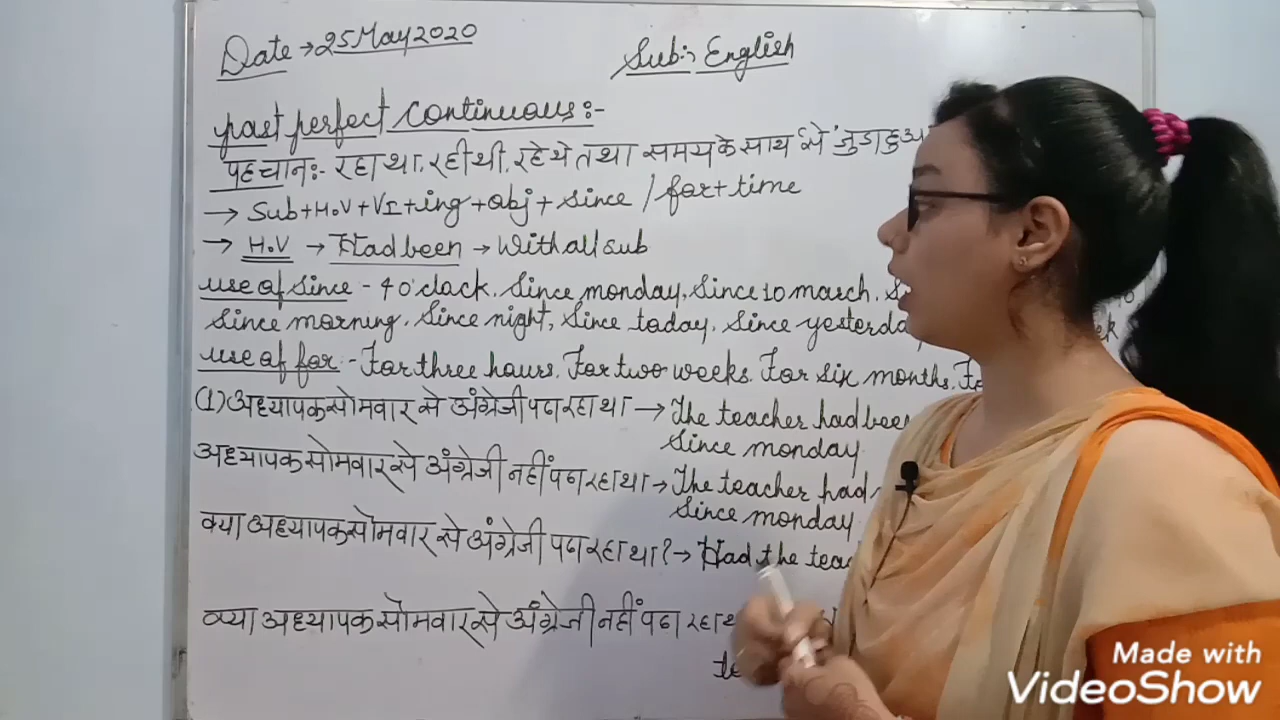 Date → 25 May 2020
Sub:- English
past perfect continuous:-
पहचान:- रहा था, रही थी, रहे थे तथा समय के साथ 'से' जुडा हुआ
→ Sub + H.V + VI + ing + obj + since / for + time
→ H.V → Had been → With all sub
use of since - 4 o'clock, Since monday, Since 10 march,
Since morning, Since night, Since today, Since yesterday
use of for - For three hours. For two weeks. For six months.
(1) अध्यापक सोमवार से अंग्रेजी पढा रहा था → The teacher had been
Since monday
अध्यापक सोमवार से अंग्रेजी नहीं पढा रहा था → The teacher had
Since monday
क्या अध्यापक सोमवार से अंग्रेजी पढा रहा था? → Had the
क्या अध्यापक सोमवार से अंग्रेजी नहीं पढा रहा
Made with
VideoShow